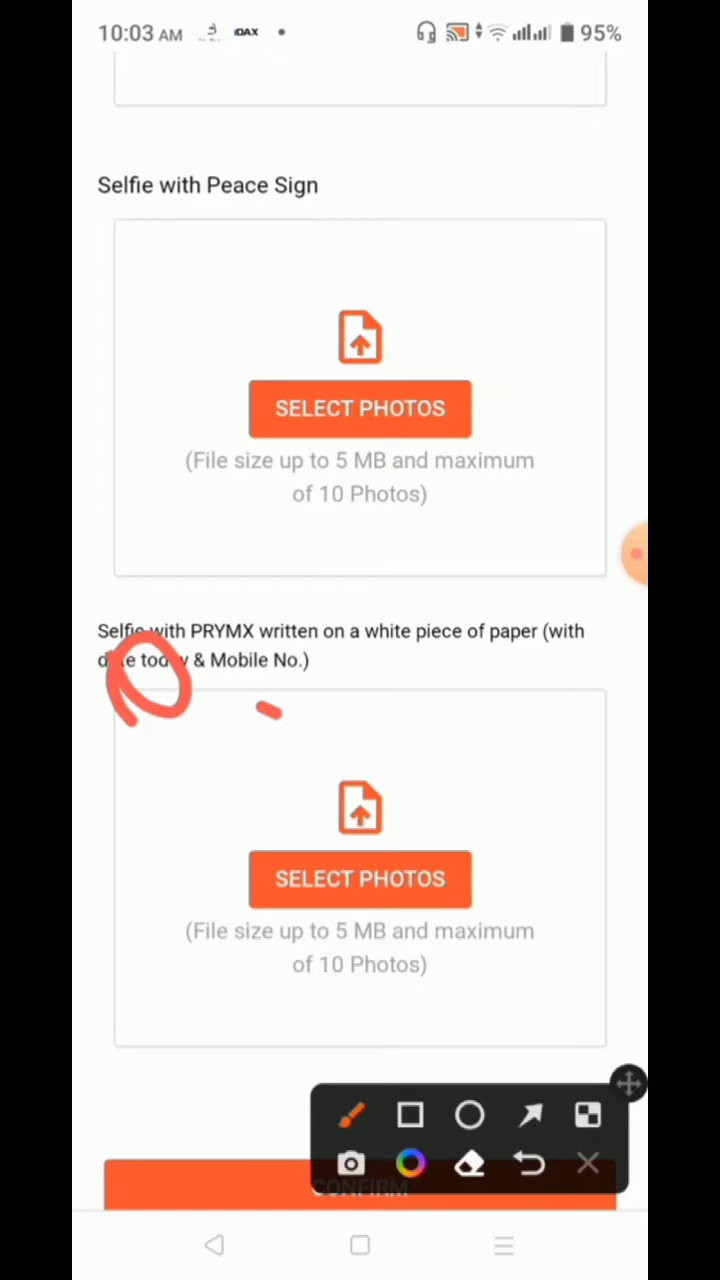 10:03 AM
95%
Selfie with Peace Sign
SELECT PHOTOS
(File size up to 5 MB and maximum
of 10 Photos)
Selfie with PRYMX written on a white piece of paper (with
date today & Mobile No.)
SELECT PHOTOS
(File size up to 5 MB and maximum
of 10 Photos)
CONFIRM